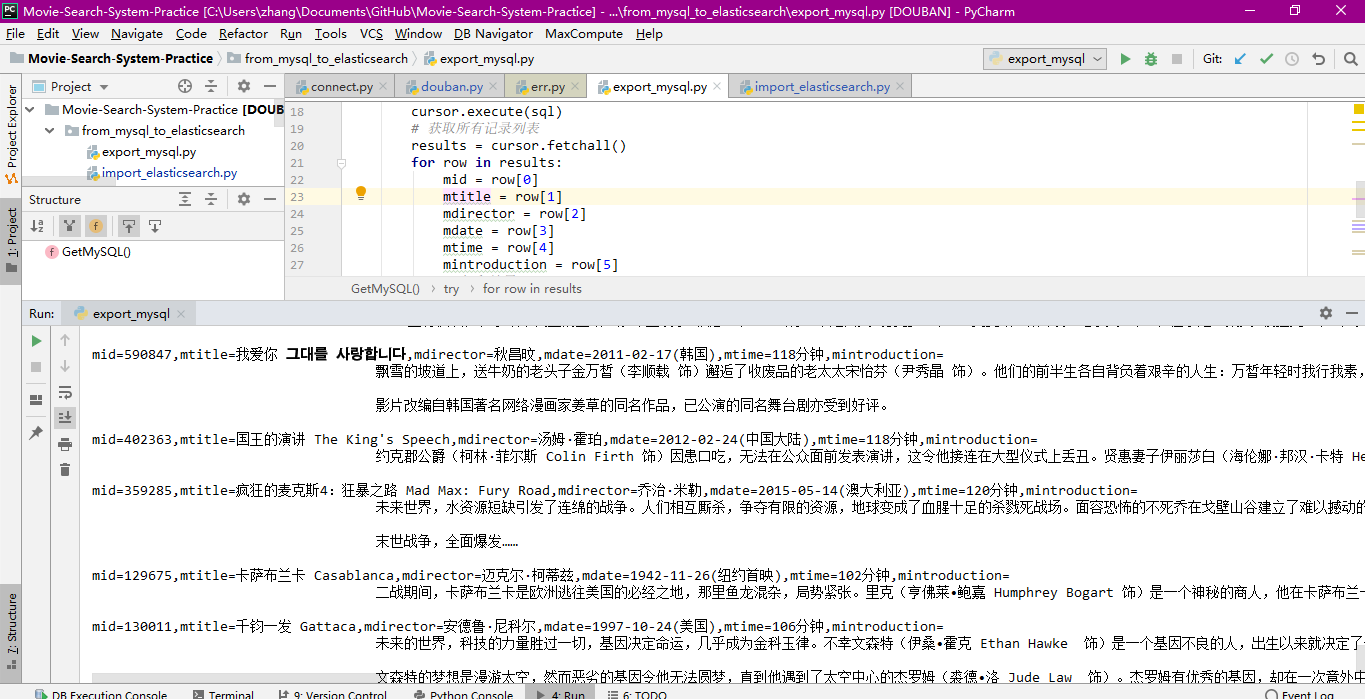 Movie-Search-System-Practice [C:\Users\zhang\Documents\GitHub\Movie-Search-System-Practice] - ...\from_mysql_to_elasticsearch\export_mysql.py [DOUBAN] - PyCharm
File Edit View Navigate Code Refactor Run Tools VCS Window DB Navigator MaxCompute Help
Movie-Search-System-Practice from_mysql_to_elasticsearch export_mysql.py export_mysql Git:
Project Explorer
1: Project
7: Structure
Project
connect.py douban.py err.py export_mysql.py import_elasticsearch.py
Movie-Search-System-Practice [DOUB
from_mysql_to_elasticsearch
export_mysql.py
import_elasticsearch.py
Structure
GetMySQL()
18 cursor.execute(sql)
19 # 获取所有记录列表
20 results = cursor.fetchall()
21 for row in results:
22 mid = row[0]
23 mtitle = row[1]
24 mdirector = row[2]
25 mdate = row[3]
26 mtime = row[4]
27 mintroduction = row[5]
GetMySQL() › try › for row in results
Run: export_mysql
mid=590847,mtitle=我爱你 그대를 사랑합니다,mdirector=秋昌旼,mdate=2011-02-17(韩国),mtime=118分钟,mintroduction=
飘雪的坡道上，送牛奶的老头子金万皙（李顺载 饰）邂逅了收废品的老太太宋怡芬（尹秀晶 饰）。他们的前半生各自背负着艰辛的人生：万皙年轻时我行我素，
影片改编自韩国著名网络漫画家姜草的同名作品，已公演的同名舞台剧亦受到好评。
mid=402363,mtitle=国王的演讲 The King's Speech,mdirector=汤姆·霍珀,mdate=2012-02-24(中国大陆),mtime=118分钟,mintroduction=
约克郡公爵（柯林·菲尔斯 Colin Firth 饰）因患口吃，无法在公众面前发表演讲，这令他接连在大型仪式上丢丑。贤惠妻子伊丽莎白（海伦娜·邦汉·卡特 He
mid=359285,mtitle=疯狂的麦克斯4：狂暴之路 Mad Max: Fury Road,mdirector=乔治·米勒,mdate=2015-05-14(澳大利亚),mtime=120分钟,mintroduction=
未来世界，水资源短缺引发了连绵的战争。人们相互厮杀，争夺有限的资源，地球变成了血腥十足的杀戮死战场。面容恐怖的不死乔在戈壁山谷建立了难以撼动的
末世战争，全面爆发……
mid=129675,mtitle=卡萨布兰卡 Casablanca,mdirector=迈克尔·柯蒂兹,mdate=1942-11-26(纽约首映),mtime=102分钟,mintroduction=
二战期间，卡萨布兰卡是欧洲逃往美国的必经之地，那里鱼龙混杂，局势紧张。里克（亨佛莱•鲍嘉 Humphrey Bogart 饰）是一个神秘的商人，他在卡萨布兰卡
mid=130011,mtitle=千钧一发 Gattaca,mdirector=安德鲁·尼科尔,mdate=1997-10-24(美国),mtime=106分钟,mintroduction=
未来的世界，科技的力量胜过一切，基因决定命运，几乎成为金科玉律。不幸文森特（伊桑•霍克 Ethan Hawke 饰）是一个基因不良的人，出生以来就决定了
文森特的梦想是漫游太空，然而恶劣的基因令他无法圆梦，直到他遇到了太空中心的杰罗姆（裘德•洛 Jude Law 饰）。杰罗姆有优秀的基因，却在一次意外中
DB Execution Console Terminal 9: Version Control Python Console 4: Run 6: TODO Event Log